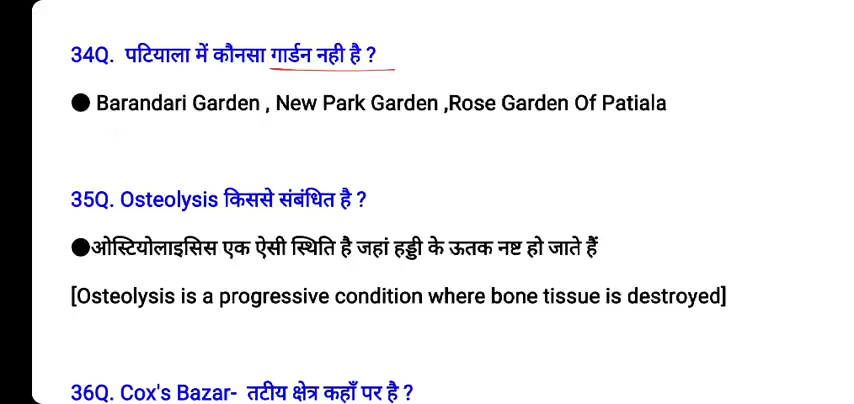 34Q. पटियाला में कौनसा गार्डन नही है ?
● Barandari Garden , New Park Garden ,Rose Garden Of Patiala
35Q. Osteolysis किससे संबंधित है ?
●ओस्टियोलाइसिस एक ऐसी स्थिति है जहां हड्डी के ऊतक नष्ट हो जाते हैं
[Osteolysis is a progressive condition where bone tissue is destroyed]
36Q. Cox's Bazar- तटीय क्षेत्र कहाँ पर है ?